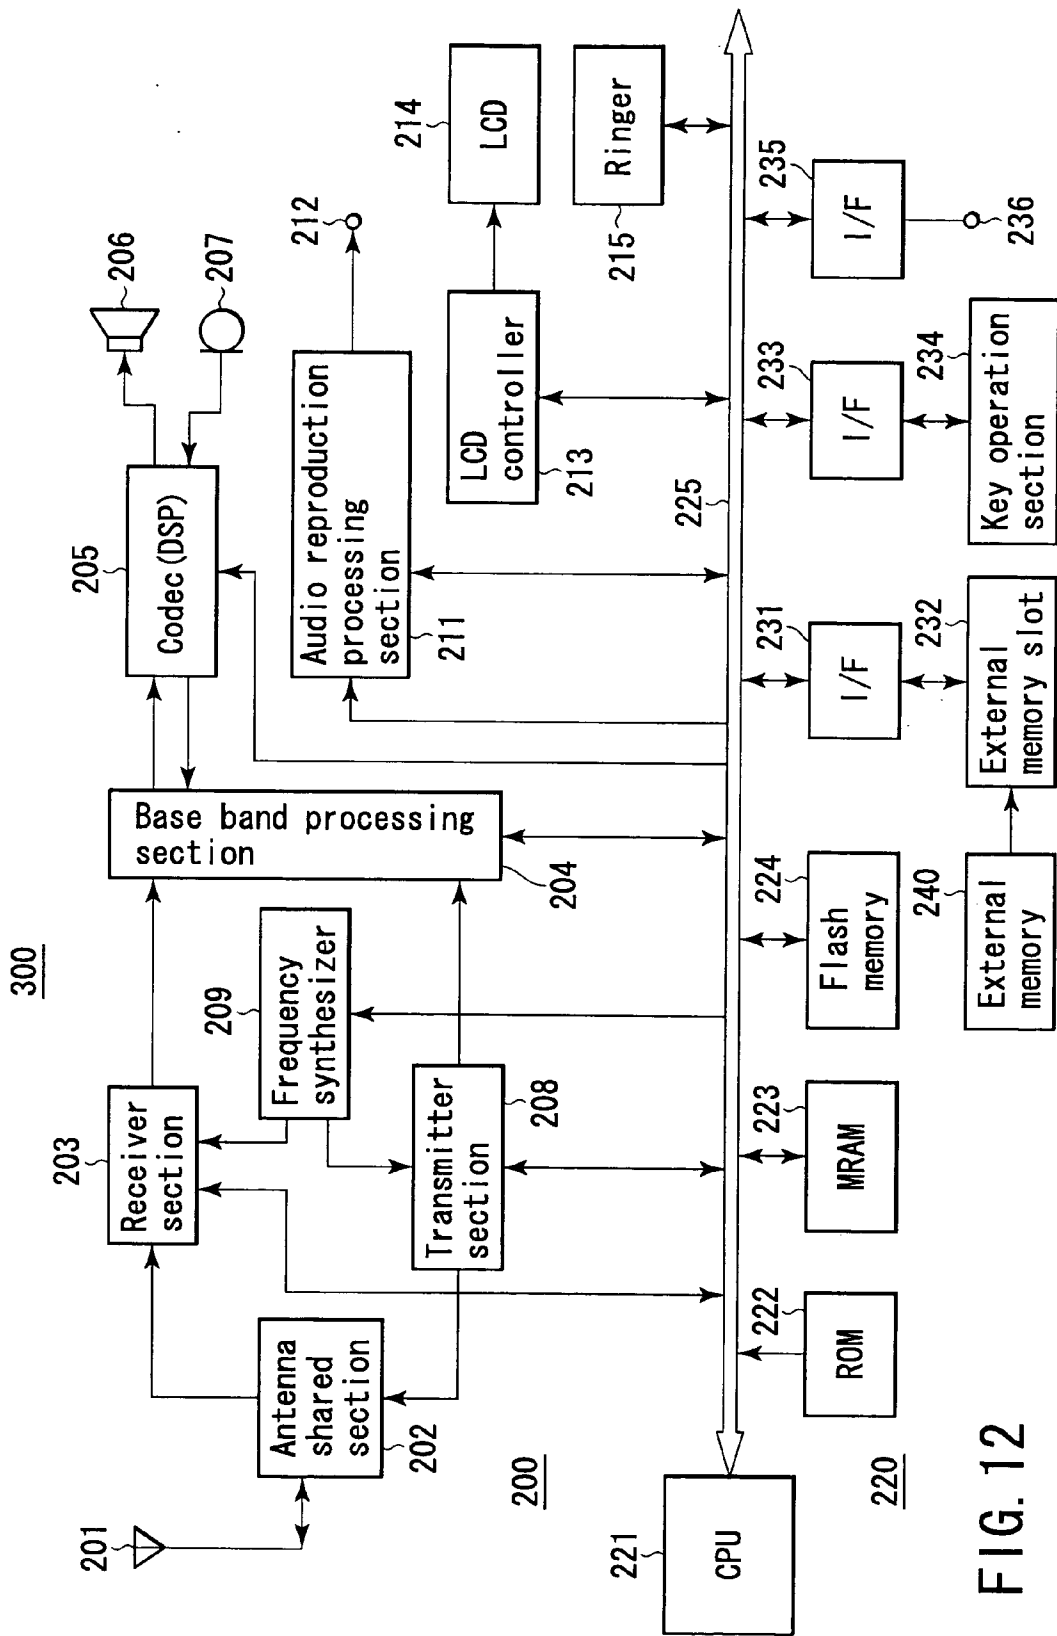 300
201
Antenna
shared
section
202
Receiver
section
203
Frequency
synthesizer
209
Transmitter
section
208
Base band processing
section
204
Codec(DSP)
205
206
207
Audio reproduction
processing
section
211
212
LCD
controller
213
LCD
214
Ringer
215
200
225
CPU
221
220
ROM
222
MRAM
223
Flash
memory
224
I/F
231
External
memory slot
232
External
memory
240
I/F
233
Key operation
section
234
I/F
235
236
FIG. 12